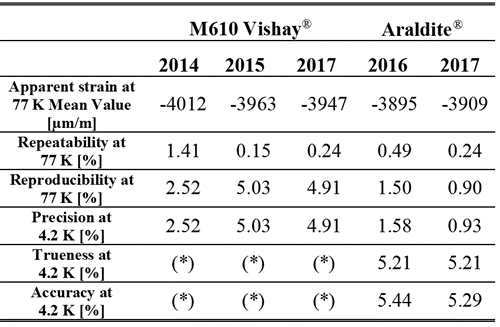 M610 Vishay® Araldite®
2014 2015 2017 2016 2017
Apparent strain at
77 K Mean Value -4012 -3963 -3947 -3895 -3909
[µm/m]
Repeatability at
77 K [%] 1.41 0.15 0.24 0.49 0.24
Reproducibility at
77 K [%] 2.52 5.03 4.91 1.50 0.90
Precision at
4.2 K [%] 2.52 5.03 4.91 1.58 0.93
Trueness at
4.2 K [%] (*) (*) (*) 5.21 5.21
Accuracy at
4.2 K [%] (*) (*) (*) 5.44 5.29